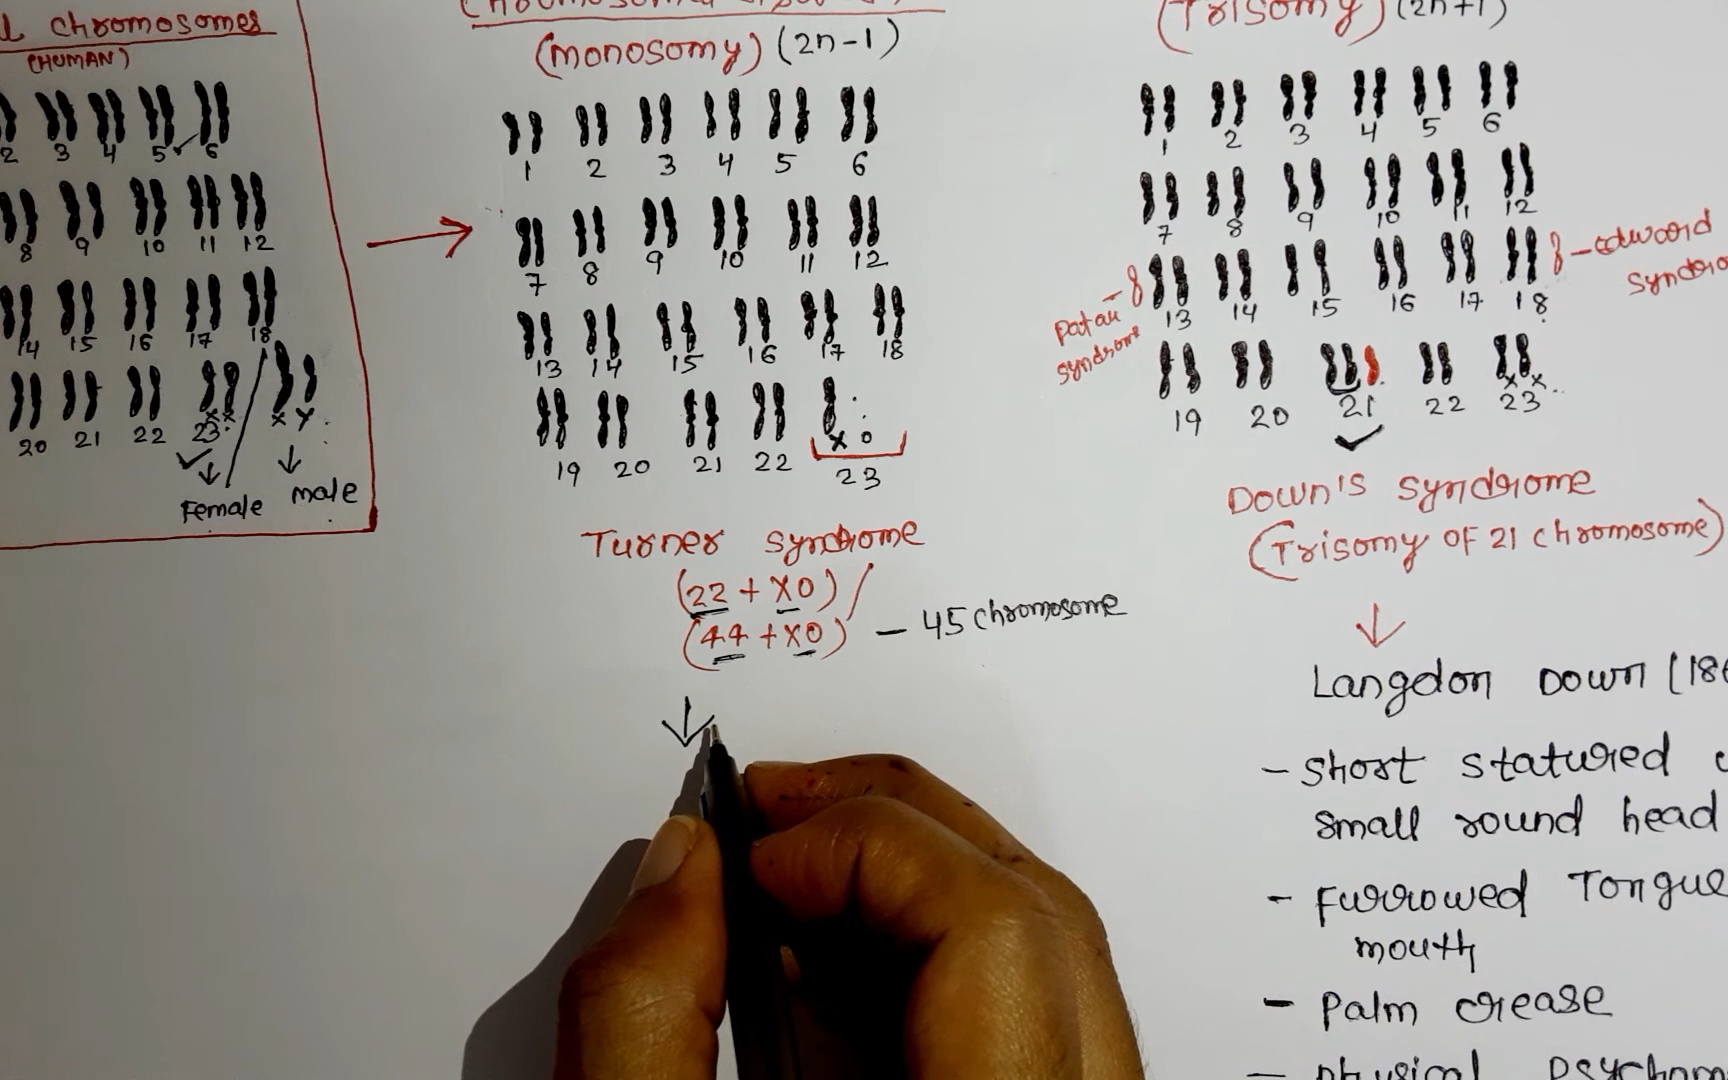 chromosomes
(HUMAN)
2 3 4 5 6
8 9 10 11 12
14 15 16 17 18
20 21 22 23
x x x y
Female male
(monosomy) (2n-1)
1 2 3 4 5 6
7 8 9 10 11 12
13 14 15 16 17 18
19 20 21 22 23
x o
Turner syndrome
(22 + XO) /
(44 + XO) - 45 chromosome
(Trisomy) (2n+1)
1 2 3 4 5 6
7 8 9 10 11 12
13 14 15 16 17 18
Patau
syndrome
- edward
19 20 21 22 23
x x
Down's syndrome
(Trisomy OF 21 chromosome)
Langdon Down
- Short statured
small round head
- Furrowed Tongue
mouth
- Palm crease